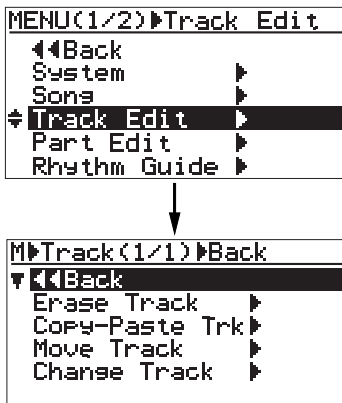 MENU(1/2)▶Track Edit
◀◀Back
System ▶
Song ▶
Track Edit ▶
Part Edit ▶
Rhythm Guide ▶
M▶Track(1/1)▶Back
◀◀Back
Erase Track ▶
Copy-Paste Trk▶
Move Track ▶
Change Track ▶